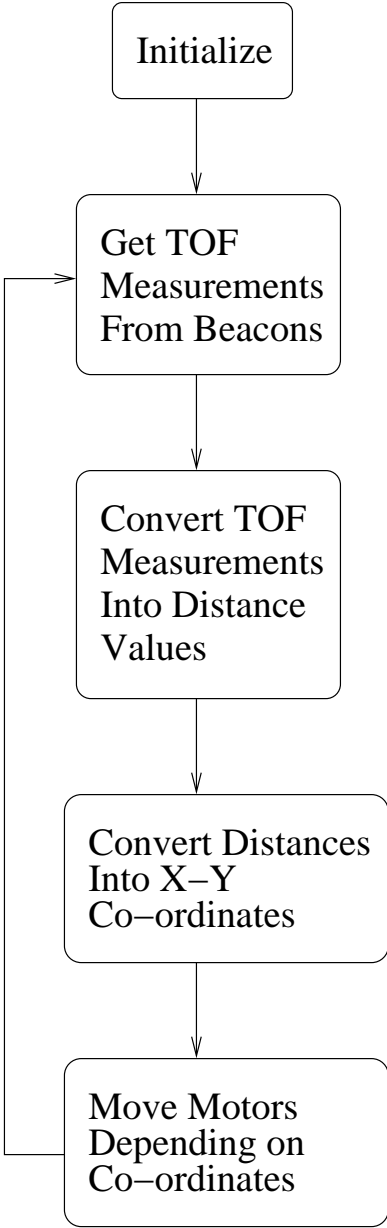 Initialize
Get TOF
Measurements
From Beacons
Convert TOF
Measurements
Into Distance
Values
Convert Distances
Into X−Y
Co−ordinates
Move Motors
Depending on
Co−ordinates